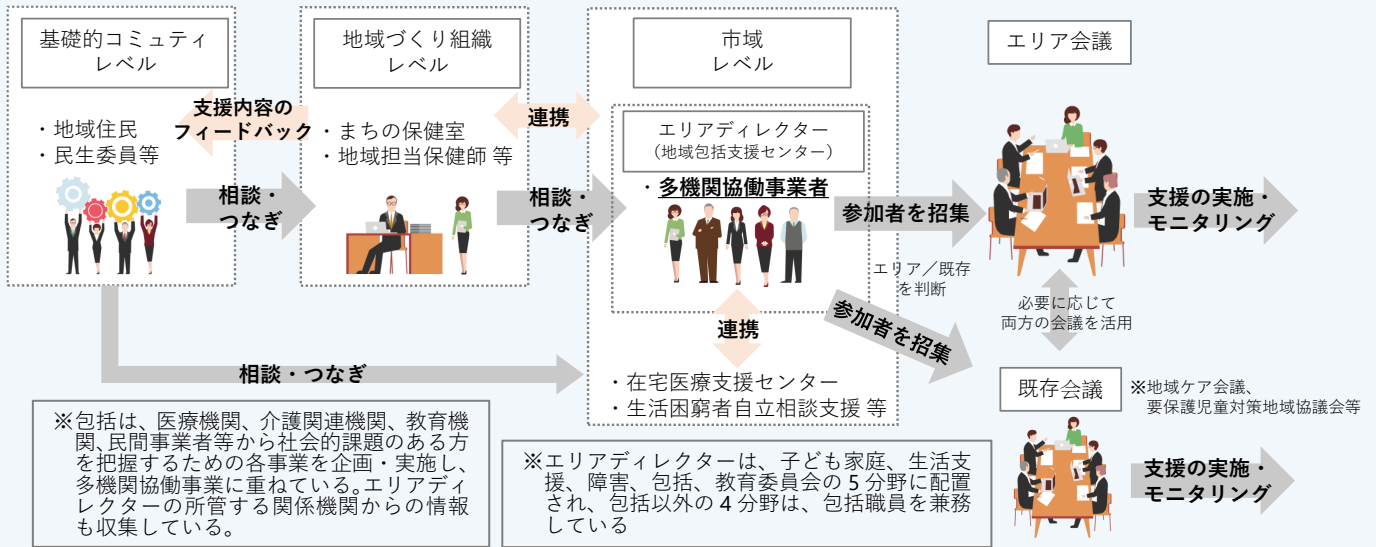 基礎的コミュティ
レベル
支援内容の
フィードバック
・地域住民
・民生委員等
相談・
つなぎ
地域づくり組織
レベル
連携
・まちの保健室
・地域担当保健師 等
相談・
つなぎ
市域
レベル
エリアディレクター
（地域包括支援センター）
・多機関協働事業者
連携
・在宅医療支援センター
・生活困窮者自立相談支援 等
相談・つなぎ
参加者を招集
エリア／既存
を判断
参加者を招集
エリア会議
支援の実施・
モニタリング
必要に応じて
両方の会議を活用
既存会議
※地域ケア会議、
要保護児童対策地域協議会等
支援の実施・
モニタリング
※包括は、医療機関、介護関連機関、教育機
関、民間事業者等から社会的課題のある方
を把握するための各事業を企画・実施し、
多機関協働事業に重ねている。エリアディ
レクターの所管する関係機関からの情報
も収集している。
※エリアディレクターは、子ども家庭、生活支
援、障害、包括、教育委員会の５分野に配置
され、包括以外の４分野は、包括職員を兼務
している